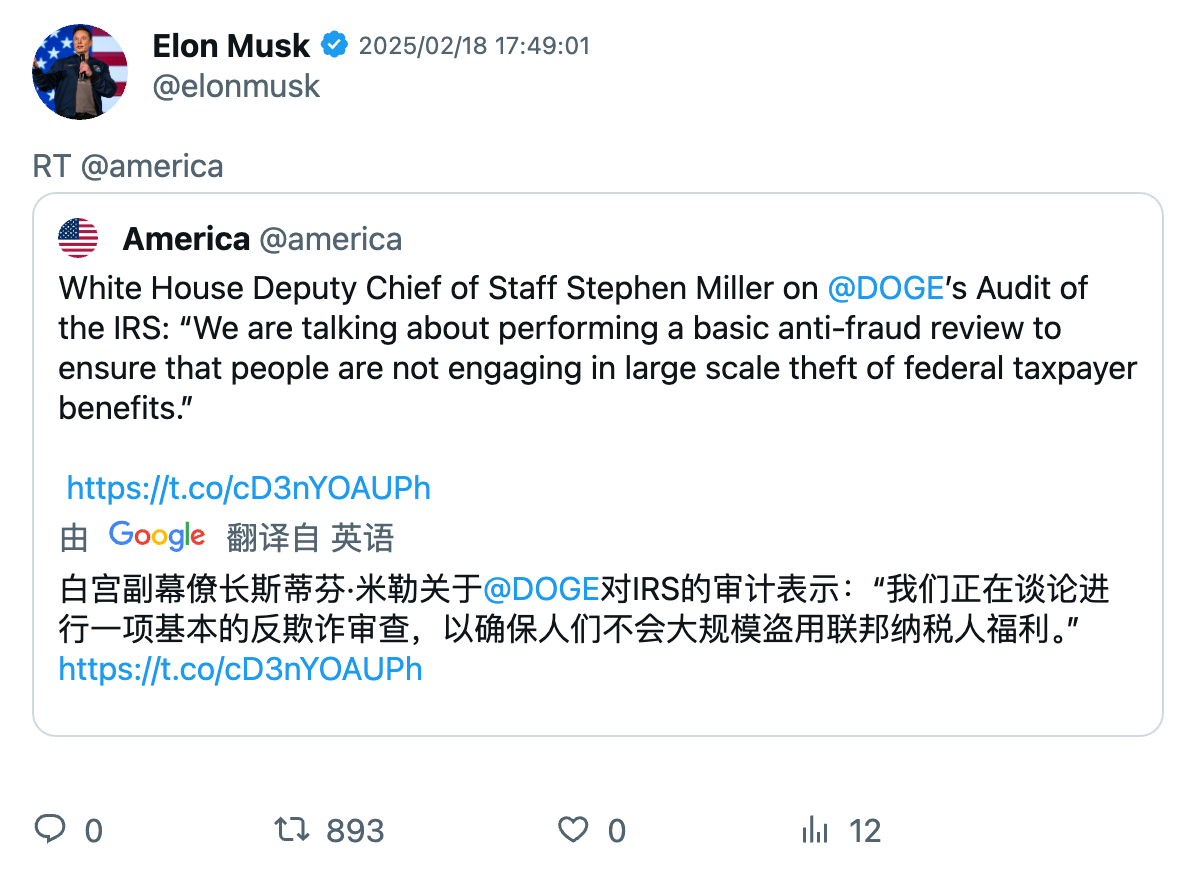 Elon Musk 2025/02/18 17:49:01
@elonmusk
RT @america
America @america
White House Deputy Chief of Staff Stephen Miller on @DOGE’s Audit of
the IRS: “We are talking about performing a basic anti-fraud review to
ensure that people are not engaging in large scale theft of federal taxpayer
benefits.”
https://t.co/cD3nYOAUPh
由 Google 翻译自 英语
白宫副幕僚长斯蒂芬·米勒关于@DOGE对IRS的审计表示：“我们正在谈论进
行一项基本的反欺诈审查，以确保人们不会大规模盗用联邦纳税人福利。”
https://t.co/cD3nYOAUPh
0 893 0 12